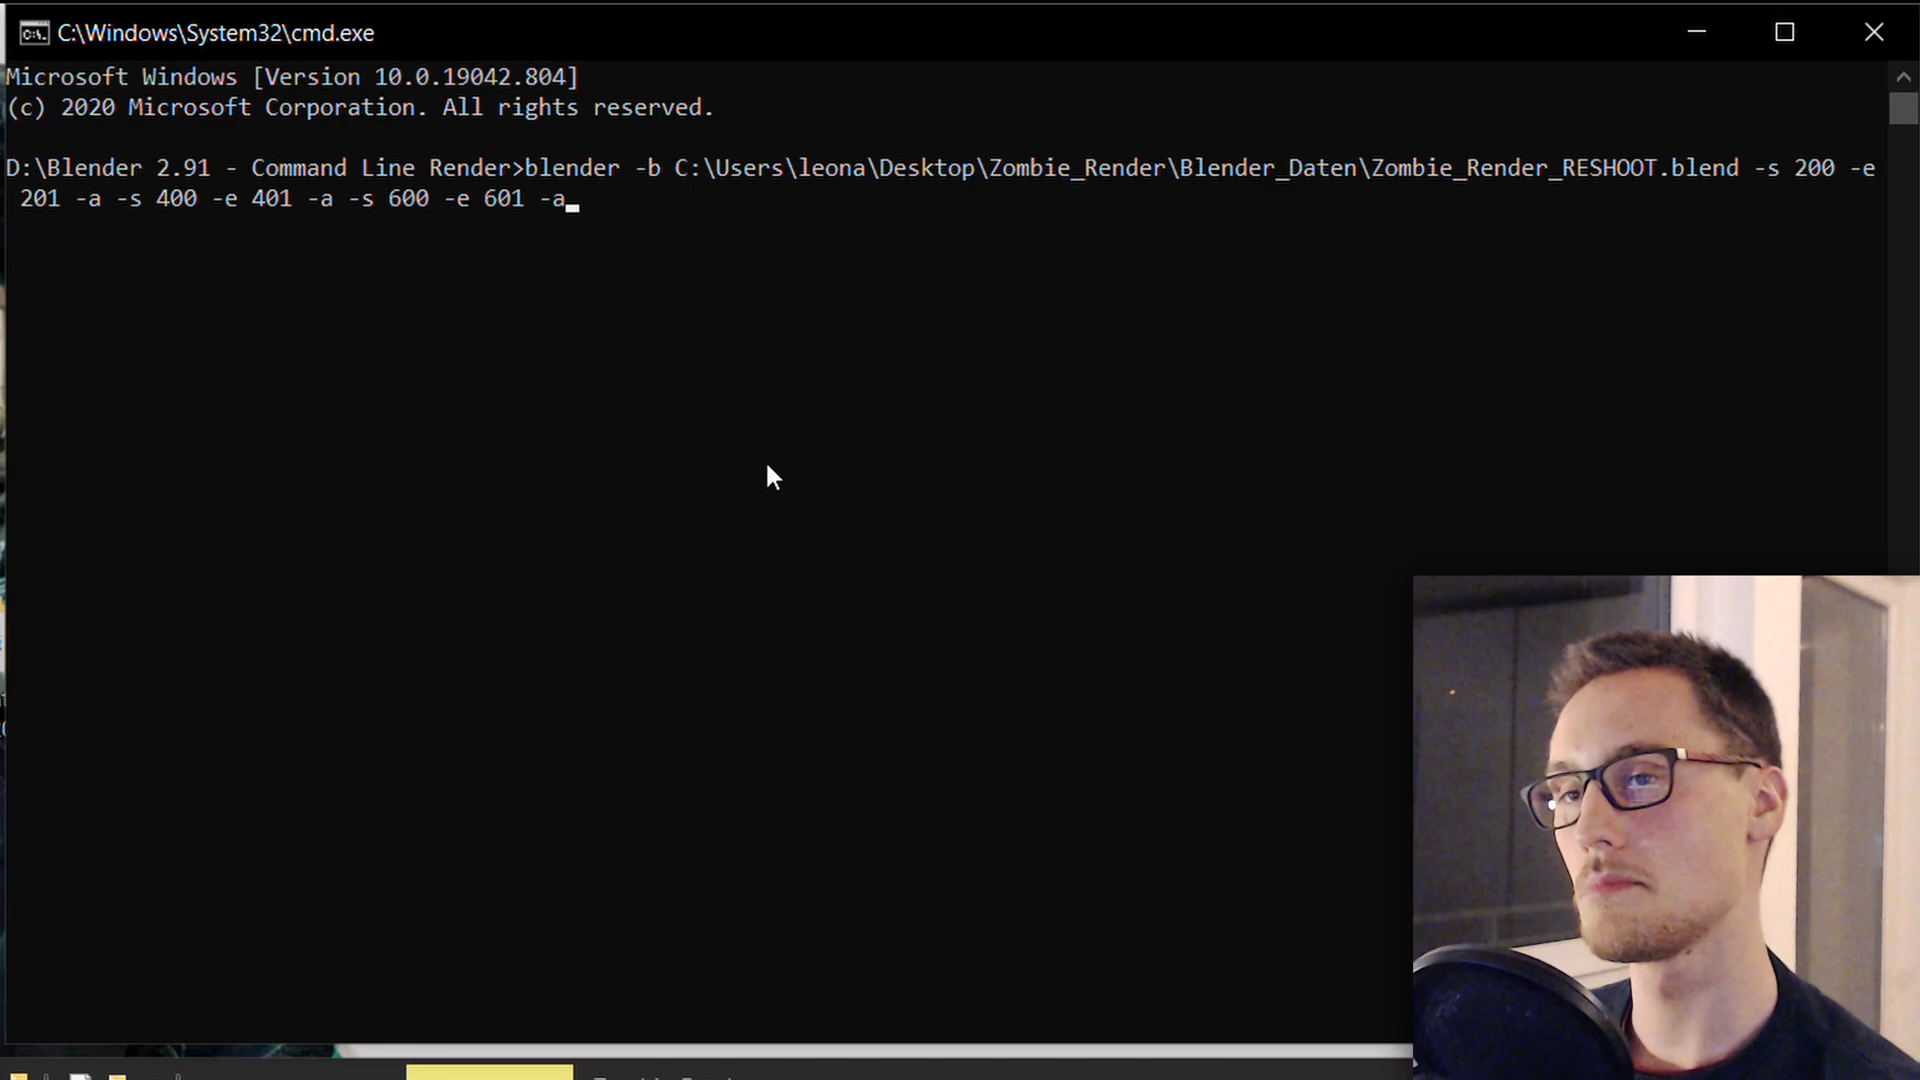 C:\Windows\System32\cmd.exe
Microsoft Windows [Version 10.0.19042.804]
(c) 2020 Microsoft Corporation. All rights reserved.
D:\Blender 2.91 - Command Line Render>blender -b C:\Users\leona\Desktop\Zombie_Render\Blender_Daten\Zombie_Render_RESHOOT.blend -s 200 -e
201 -a -s 400 -e 401 -a -s 600 -e 601 -a